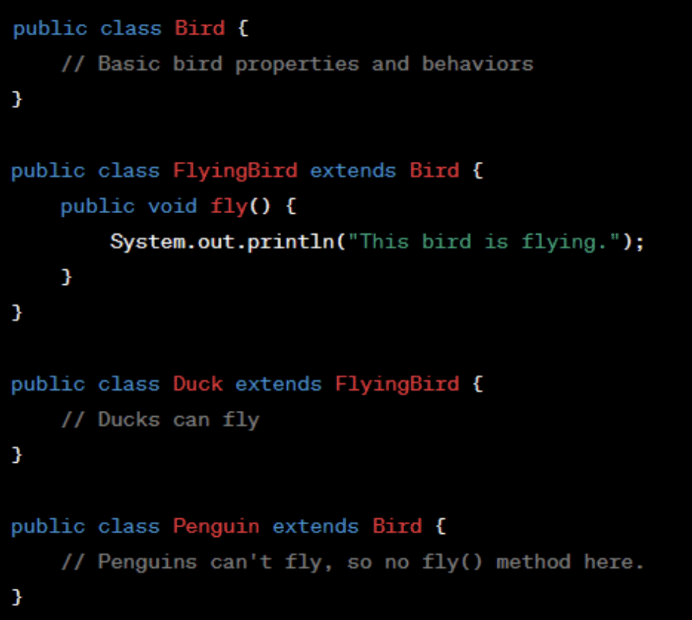 public class Bird {
    // Basic bird properties and behaviors
}

public class FlyingBird extends Bird {
    public void fly() {
        System.out.println("This bird is flying.");
    }
}

public class Duck extends FlyingBird {
    // Ducks can fly
}

public class Penguin extends Bird {
    // Penguins can't fly, so no fly() method here.
}